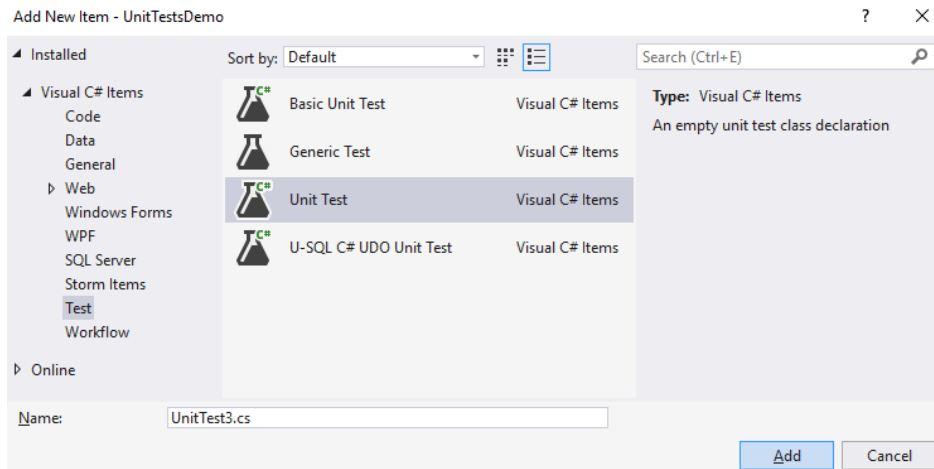 Add New Item - UnitTestsDemo
?
Installed
Sort by: Default
Search (Ctrl+E)
Visual C# Items
Code
Data
General
Web
Windows Forms
WPF
SQL Server
Storm Items
Test
Workflow
Online
C# Basic Unit Test Visual C# Items
Generic Test Visual C# Items
C# Unit Test Visual C# Items
C# U-SQL C# UDO Unit Test Visual C# Items
Type: Visual C# Items
An empty unit test class declaration
Name: UnitTest3.cs
Add Cancel